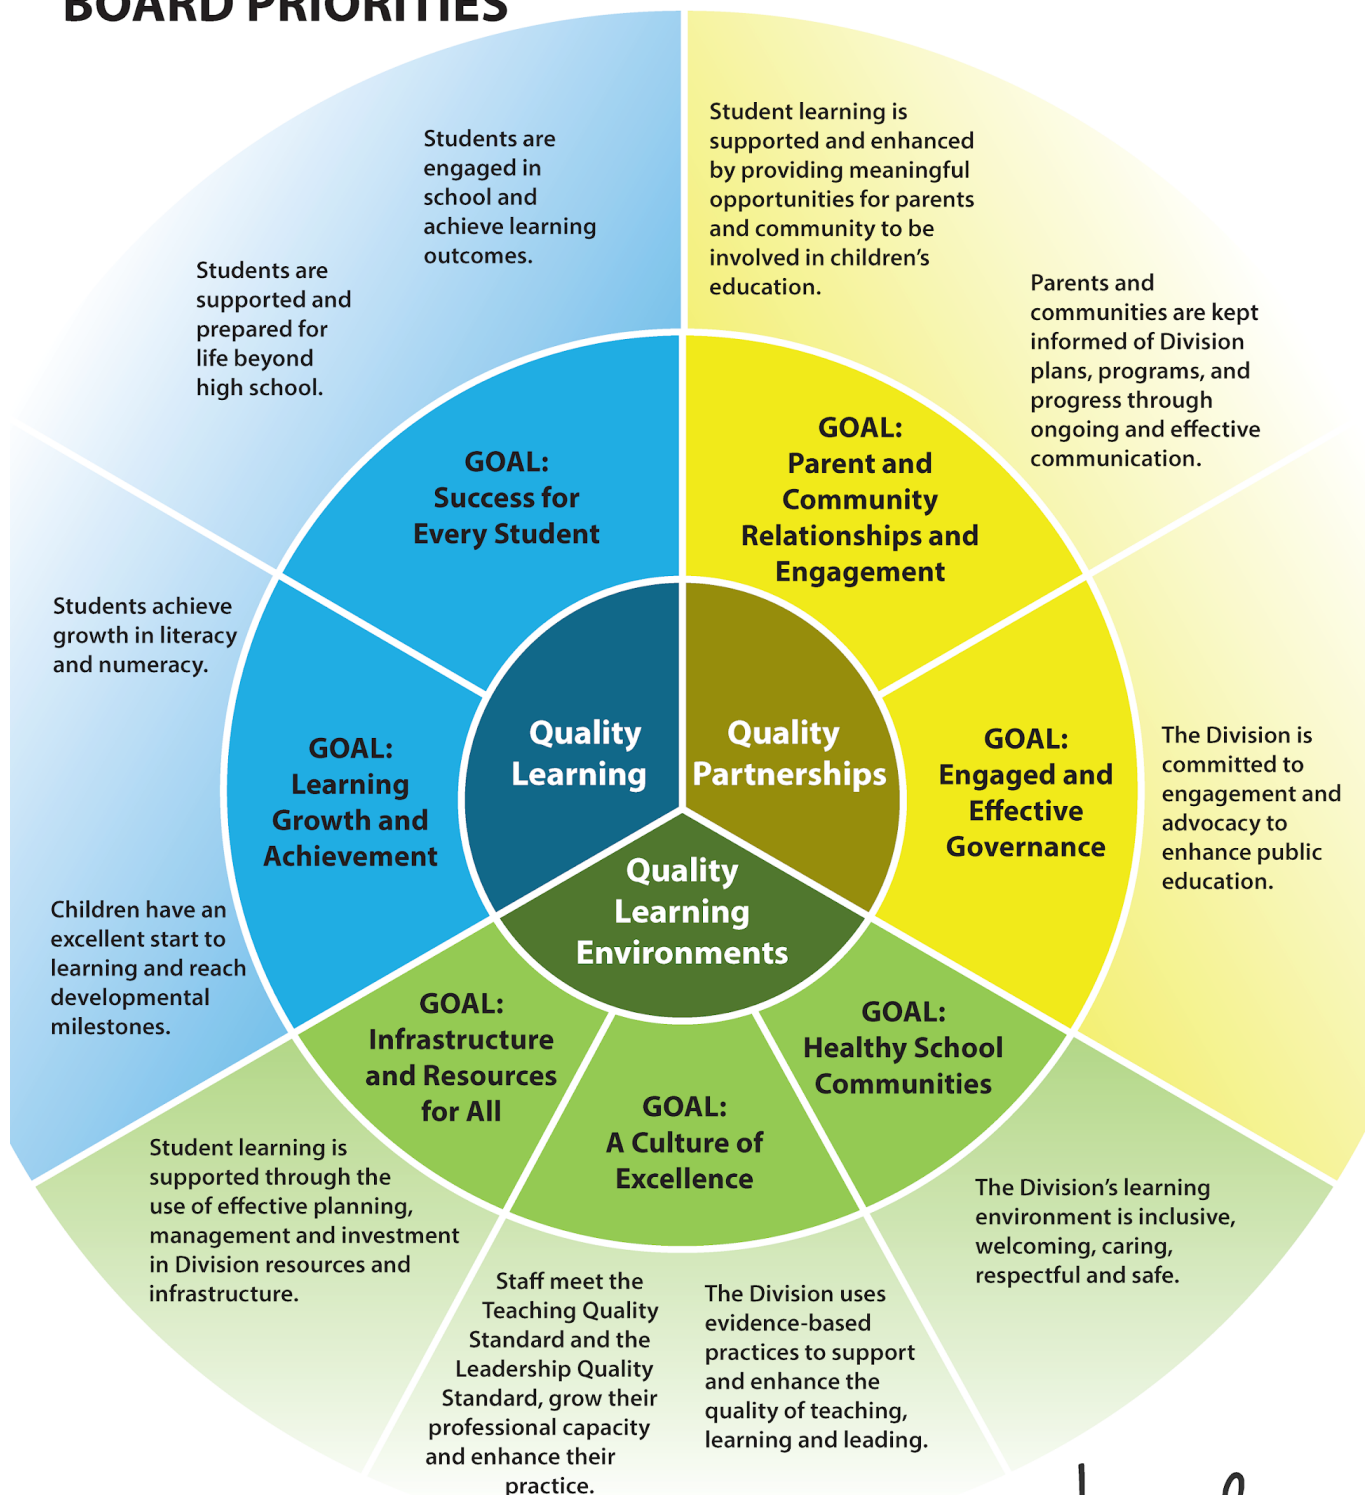 BOARD PRIORITIES
Students are
engaged in
school and
achieve learning
outcomes.
Students are
supported and
prepared for
life beyond
high school.
Student learning is
supported and enhanced
by providing meaningful
opportunities for parents
and community to be
involved in children’s
education.
Parents and
communities are kept
informed of Division
plans, programs, and
progress through
ongoing and effective
communication.
GOAL:
Success for
Every Student
GOAL:
Parent and
Community
Relationships and
Engagement
Students achieve
growth in literacy
and numeracy.
Children have an
excellent start to
learning and reach
developmental
milestones.
GOAL:
Learning
Growth and
Achievement
Quality
Learning
Quality
Partnerships
Quality
Learning
Environments
GOAL:
Engaged and
Effective
Governance
The Division is
committed to
engagement and
advocacy to
enhance public
education.
GOAL:
Infrastructure
and Resources
for All
GOAL:
A Culture of
Excellence
GOAL:
Healthy School
Communities
Student learning is
supported through the
use of effective planning,
management and investment
in Division resources and
infrastructure.
Staff meet the
Teaching Quality
Standard and the
Leadership Quality
Standard, grow their
professional capacity
and enhance their
practice.
The Division uses
evidence-based
practices to support
and enhance the
quality of teaching,
learning and leading.
The Division’s learning
environment is inclusive,
welcoming, caring,
respectful and safe.